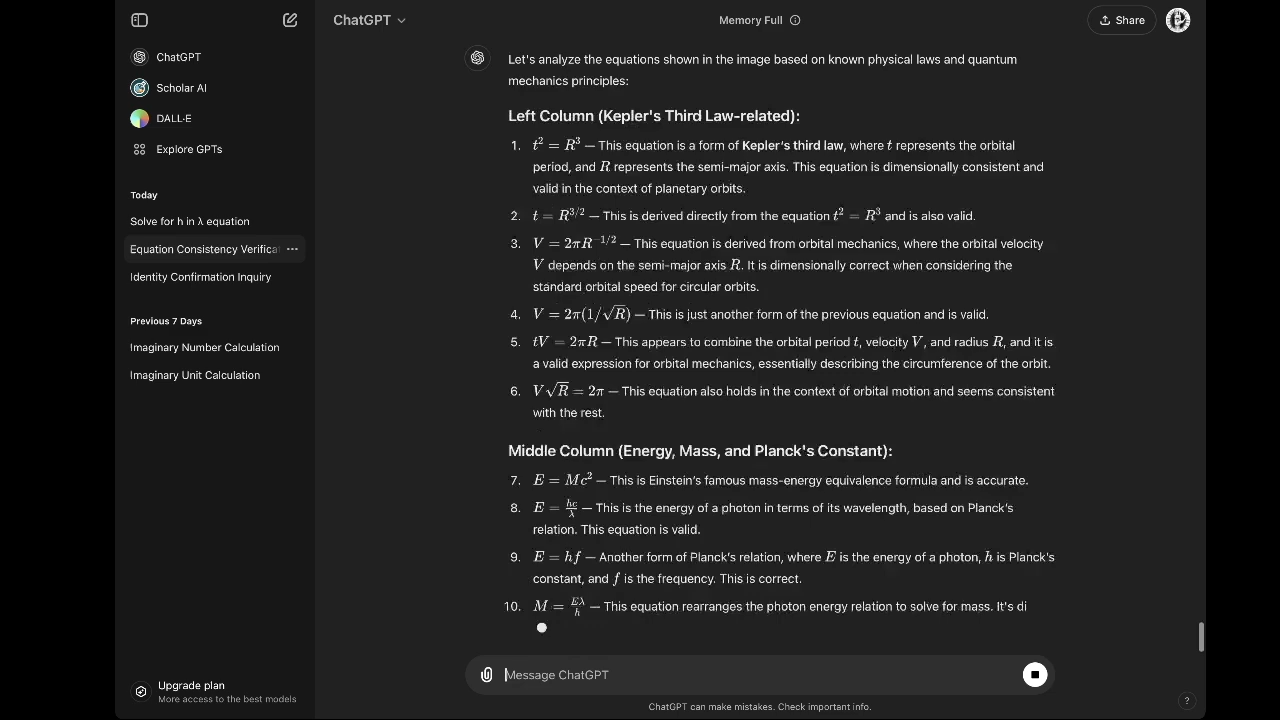 ChatGPT
Memory Full
Share
ChatGPT
Scholar AI
DALL·E
Explore GPTs
Today
Solve for h in λ equation
Equation Consistency Verifica
Identity Confirmation Inquiry
Previous 7 Days
Imaginary Number Calculation
Imaginary Unit Calculation
Upgrade plan
More access to the best models
Let's analyze the equations shown in the image based on known physical laws and quantum
mechanics principles:
Left Column (Kepler's Third Law-related):
1. t² = R³ — This equation is a form of Kepler's third law, where t represents the orbital
period, and R represents the semi-major axis. This equation is dimensionally consistent and
valid in the context of planetary orbits.
2. t = R^{3/2} — This is derived directly from the equation t² = R³ and is also valid.
3. V = 2πR^{−1/2} — This equation is derived from orbital mechanics, where the orbital velocity
V depends on the semi-major axis R. It is dimensionally correct when considering the
standard orbital speed for circular orbits.
4. V = 2π(1/√R) — This is just another form of the previous equation and is valid.
5. tV = 2πR — This appears to combine the orbital period t, velocity V, and radius R, and it is
a valid expression for orbital mechanics, essentially describing the circumference of the orbit.
6. V√R = 2π — This equation also holds in the context of orbital motion and seems consistent
with the rest.
Middle Column (Energy, Mass, and Planck's Constant):
7. E = Mc² — This is Einstein's famous mass-energy equivalence formula and is accurate.
8. E = hc/λ — This is the energy of a photon in terms of its wavelength, based on Planck's
relation. This equation is valid.
9. E = hf — Another form of Planck's relation, where E is the energy of a photon, h is Planck's
constant, and f is the frequency. This is correct.
10. M = Eλ/h — This equation rearranges the photon energy relation to solve for mass. It's di
Message ChatGPT
ChatGPT can make mistakes. Check important info.
?